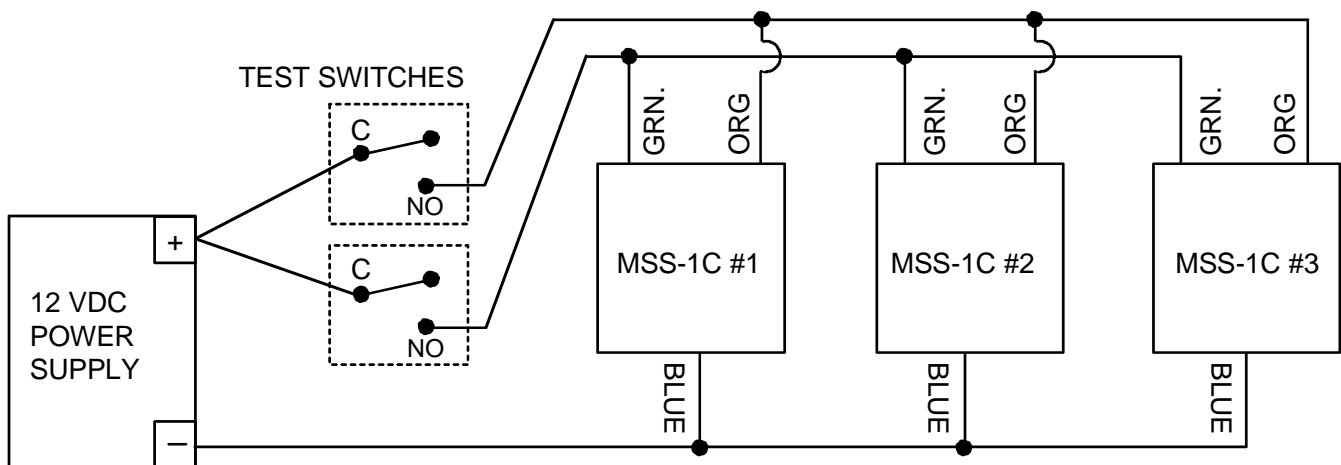 TEST SWITCHES
C
NO
C
NO
+
12 VDC
POWER
SUPPLY
–
GRN.
ORG
GRN.
ORG
GRN.
ORG
MSS-1C #1
MSS-1C #2
MSS-1C #3
BLUE
BLUE
BLUE